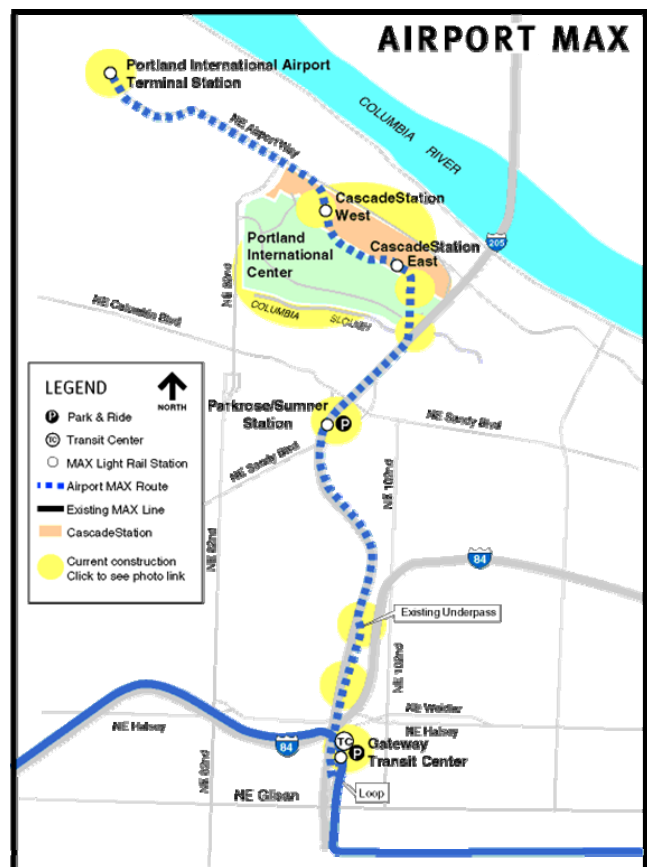 AIRPORT MAX
Portland International Airport
Terminal Station
COLUMBIA
RIVER
NE Airport Way
CascadeStation
West
205
Portland
International
Center
CascadeStation
East
NE 82nd
COLUMBIA
SLOUGH
NE Columbia Blvd
LEGEND
NORTH
P Park & Ride
TC Transit Center
MAX Light Rail Station
Airport MAX Route
Existing MAX Line
CascadeStation
Current construction
Click to see photo link
Parkrose/Sumner
Station
P
NE Sandy Blvd
NE Sandy Blvd
NE 102nd
NE 82nd
84
Existing Underpass
NE 102nd
NE Weidler
NE Halsey
NE Halsey
84
TC
P
Gateway
Transit Center
NE 82nd
Loop
NE Glisan